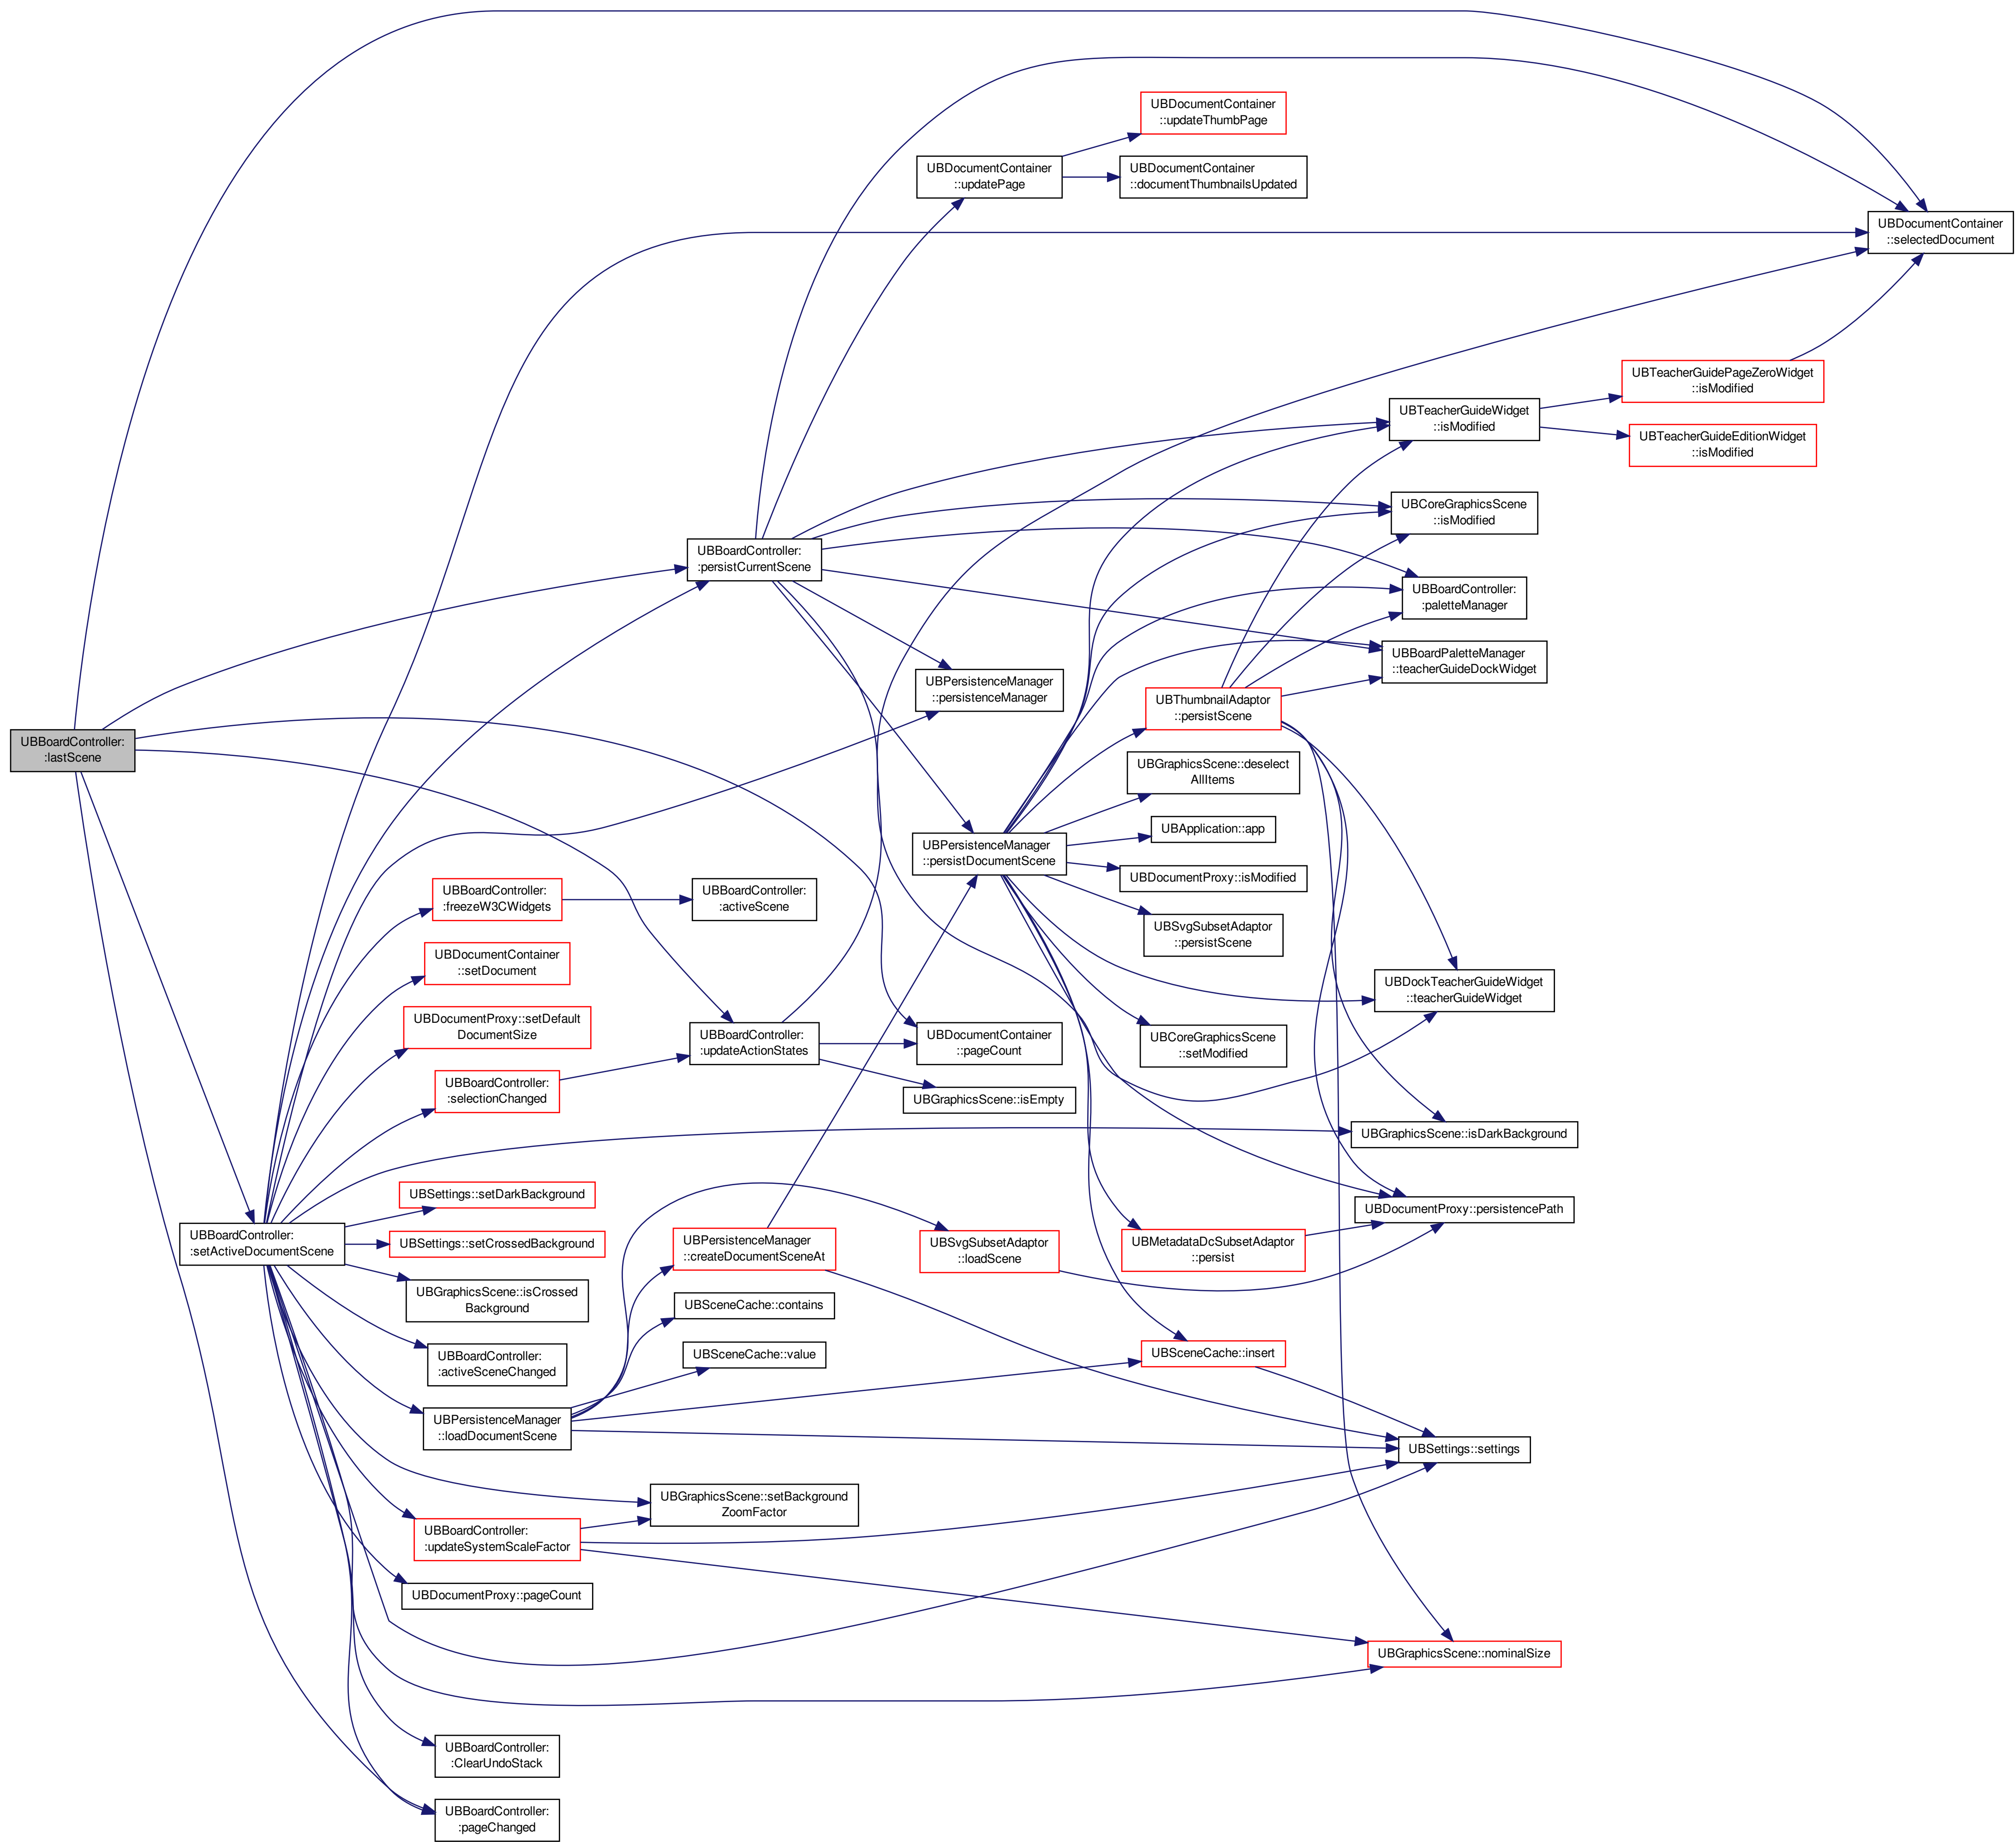 UBDocumentContainer
::updateThumbPage
UBDocumentContainer
::updatePage
UBDocumentContainer
::documentThumbnailsUpdated
UBDocumentContainer
::selectedDocument
UBTeacherGuidePageZeroWidget
::isModified
UBTeacherGuideWidget
::isModified
UBTeacherGuideEditionWidget
::isModified
UBCoreGraphicsScene
::isModified
UBBoardController:
:persistCurrentScene
UBBoardController:
:paletteManager
UBBoardPaletteManager
::teacherGuideDockWidget
UBPersistenceManager
::persistenceManager
UBThumbnailAdaptor
::persistScene
UBBoardController:
:lastScene
UBGraphicsScene::deselect
AllItems
UBApplication::app
UBPersistenceManager
::persistDocumentScene
UBDocumentProxy::isModified
UBBoardController:
:freezeW3CWidgets
UBBoardController:
:activeScene
UBSvgSubsetAdaptor
::persistScene
UBDocumentContainer
::setDocument
UBDockTeacherGuideWidget
::teacherGuideWidget
UBDocumentProxy::setDefault
DocumentSize
UBBoardController:
:updateActionStates
UBDocumentContainer
::pageCount
UBCoreGraphicsScene
::setModified
UBBoardController:
:selectionChanged
UBGraphicsScene::isEmpty
UBGraphicsScene::isDarkBackground
UBSettings::setDarkBackground
UBDocumentProxy::persistencePath
UBBoardController:
:setActiveDocumentScene
UBSettings::setCrossedBackground
UBPersistenceManager
::createDocumentSceneAt
UBSvgSubsetAdaptor
::loadScene
UBMetadataDcSubsetAdaptor
::persist
UBGraphicsScene::isCrossed
Background
UBSceneCache::contains
UBSceneCache::value
UBSceneCache::insert
UBBoardController:
:activeSceneChanged
UBPersistenceManager
::loadDocumentScene
UBSettings::settings
UBGraphicsScene::setBackground
ZoomFactor
UBBoardController:
:updateSystemScaleFactor
UBDocumentProxy::pageCount
UBGraphicsScene::nominalSize
UBBoardController:
:ClearUndoStack
UBBoardController:
:pageChanged